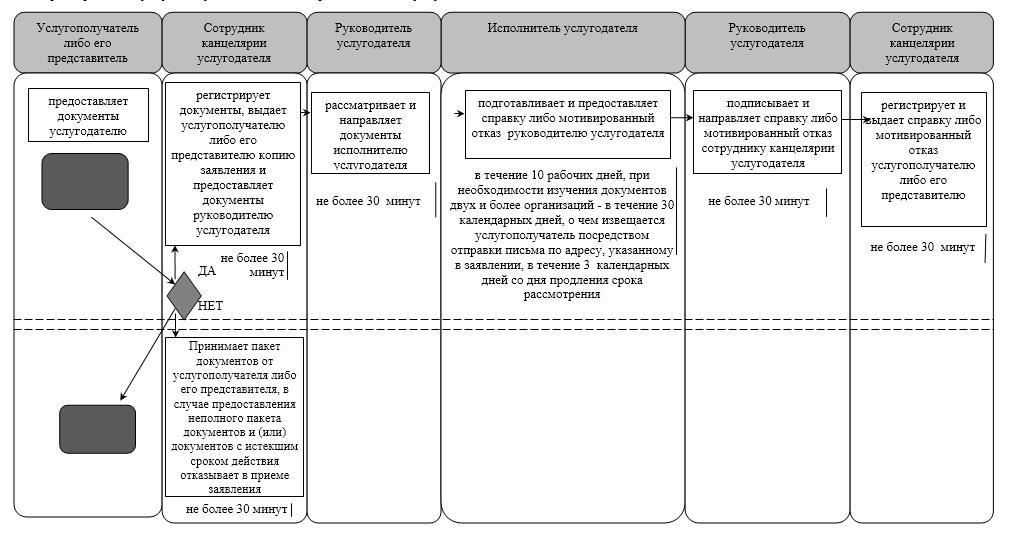 Услугополучатель
либо его
представитель
Сотрудник
канцелярии
услугодателя
Руководитель
услугодателя
Исполнитель услугодателя
Руководитель
услугодателя
Сотрудник
канцелярии
услугодателя
предоставляет
документы
услугодателю
регистрирует
документы, выдает
услугополучателю
либо его
представителю копию
заявления и
предоставляет
документы
руководителю
услугодателя
не более 30
минут
ДА
НЕТ
Принимает пакет
документов от
услугополучателя либо
его представителя, в
случае предоставления
неполного пакета
документов и (или)
документов с истекшим
сроком действия
отказывает в приеме
заявления
не более 30 минут
рассматривает и
направляет
документы
исполнителю
услугодателя
не более 30 минут
подготавливает и предоставляет
справку либо мотивированный
отказ руководителю услугодателя
в течение 10 рабочих дней, при
необходимости изучения документов
двух и более организаций - в течение 30
календарных дней, о чем извещается
услугополучатель посредством
отправки письма по адресу, указанному
в заявлении, в течение 3 календарных
дней со дня продления срока
рассмотрения
подписывает и
направляет справку либо
мотивированный отказ
сотруднику канцелярии
услугодателя
не более 30 минут
регистрирует и
выдает справку либо
мотивированный
отказ
услугополучателю
либо его
представителю
не более 30 минут